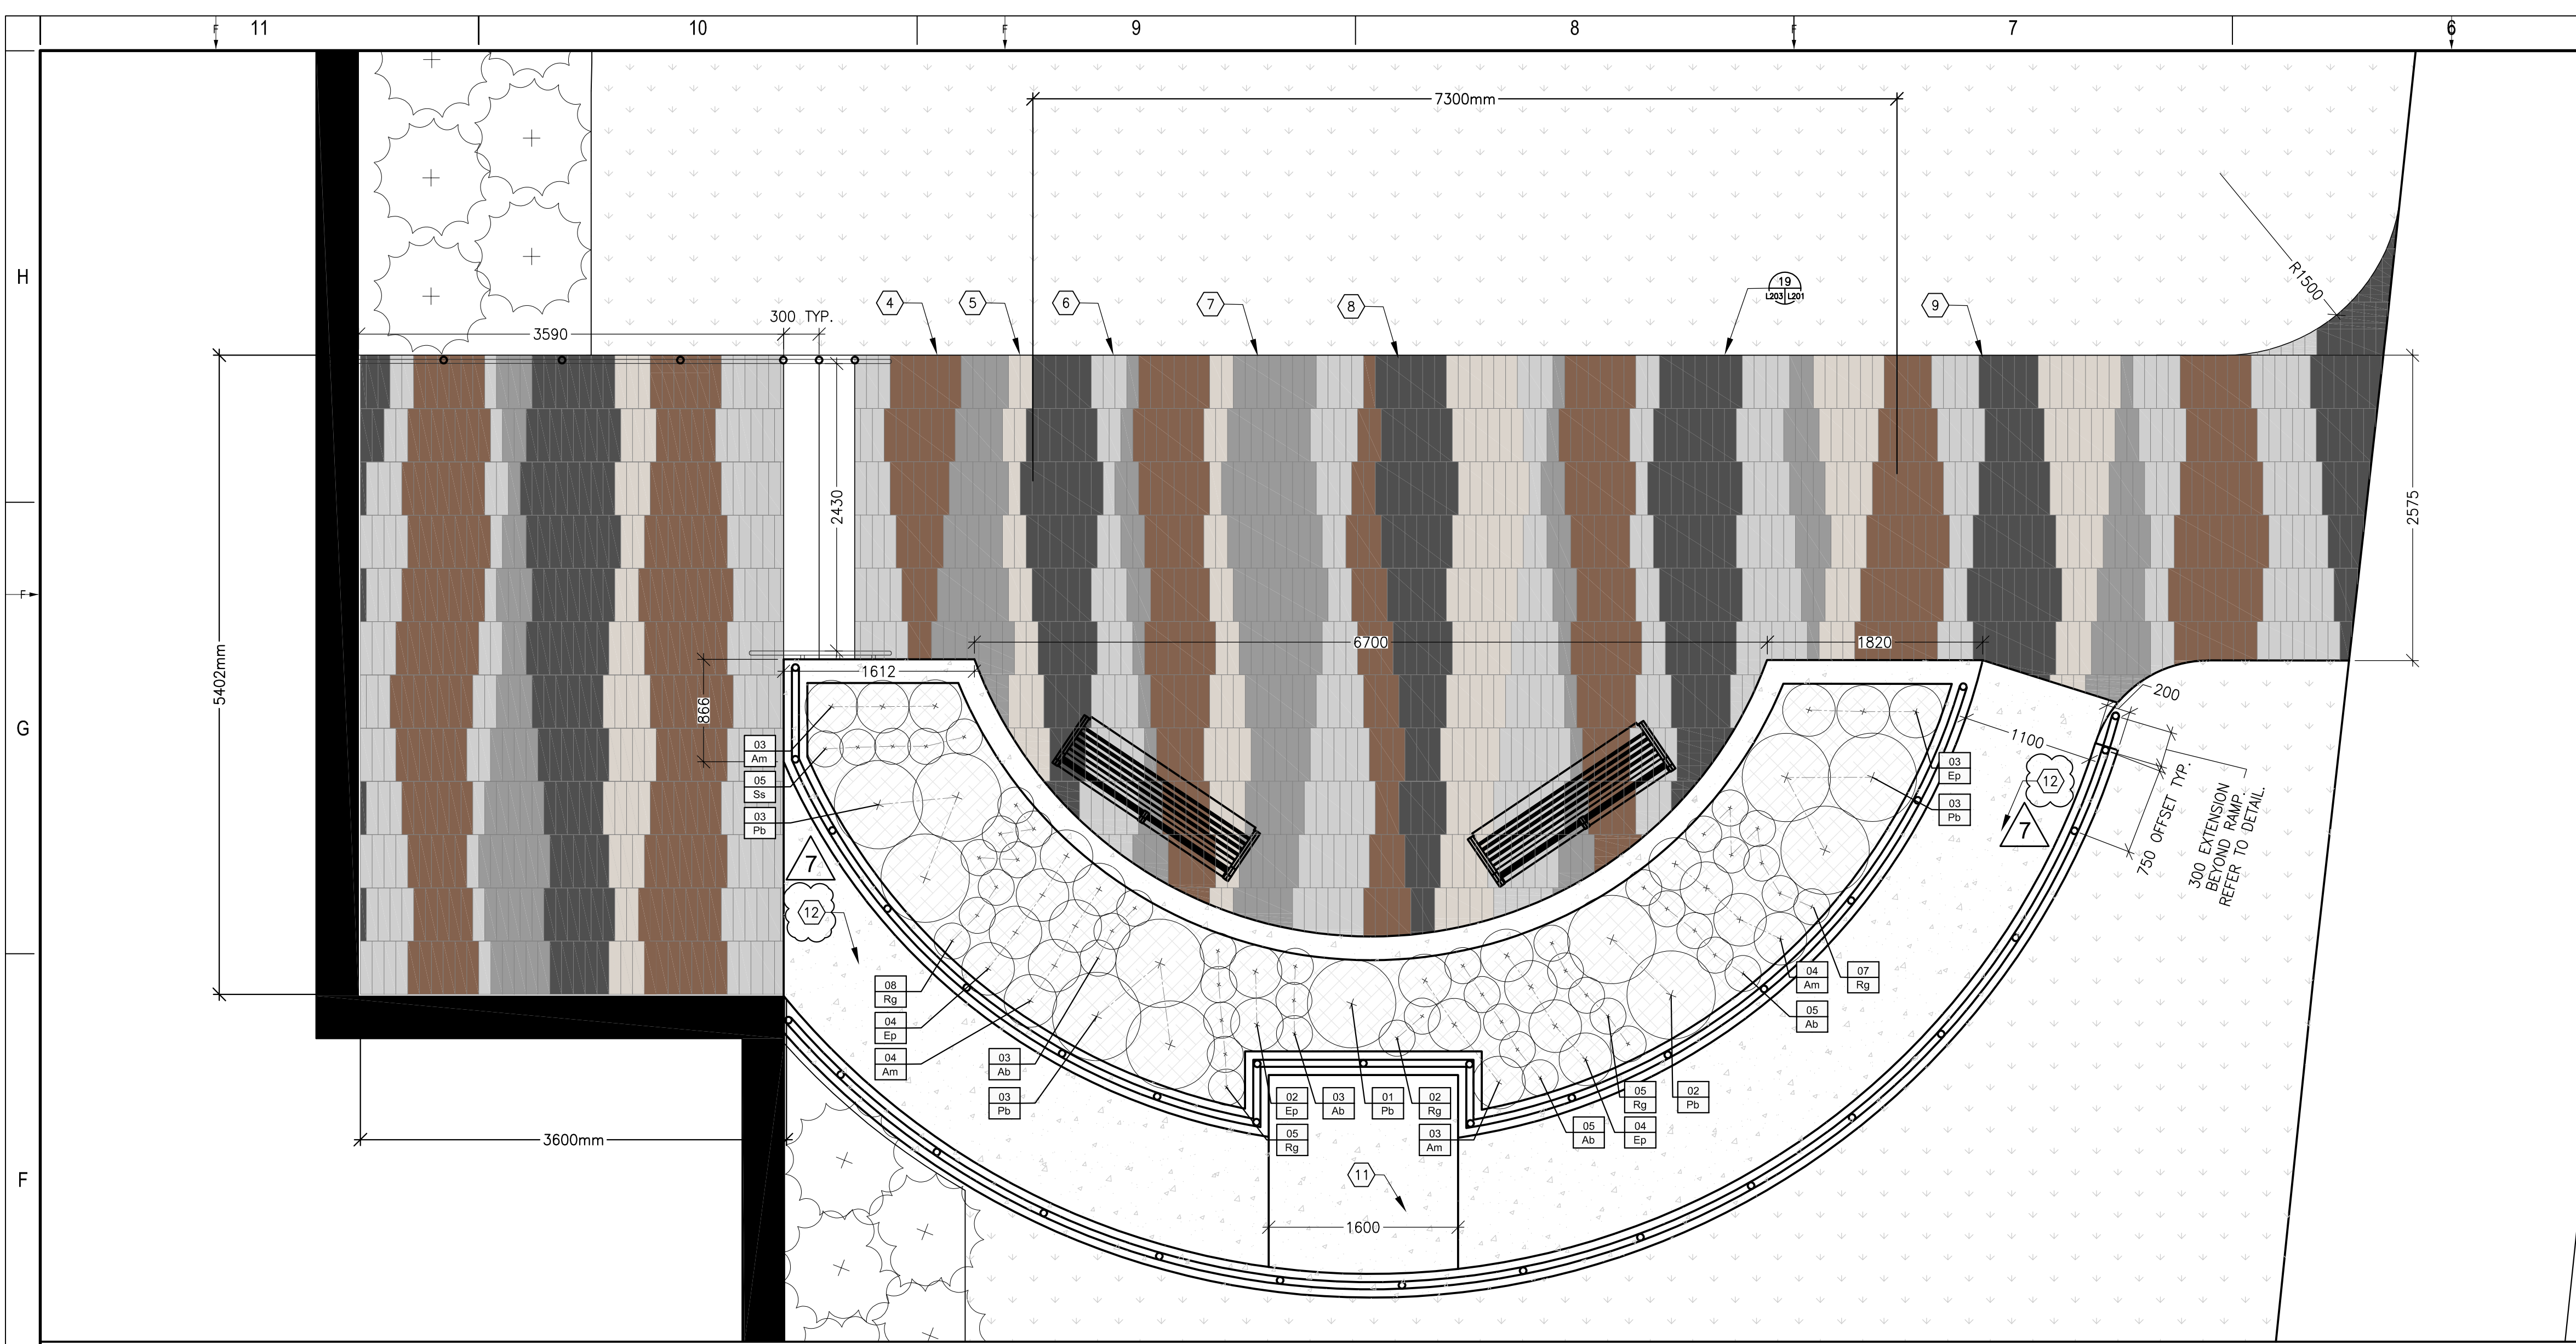 11
10
9
8
7
6
F
F
F
H
G
F
F
7300mm
R1500
19
L203 L201
4
5
6
7
8
9
300 TYP.
3590
2430
5402mm
2575
6700
1820
1612
866
200
1100
12
7
750 OFFSET TYP.
300 EXTENSION
BEYOND RAMP.
REFER TO DETAIL.
03
Am
05
Ss
03
Pb
7
12
03
Ep
03
Pb
08
Rg
04
Ep
04
Am
03
Ab
03
Pb
02
Ep
05
Rg
03
Ab
01
Pb
02
Rg
03
Am
05
Ab
05
Rg
04
Ep
02
Pb
04
Am
07
Rg
05
Ab
11
1600
3600mm